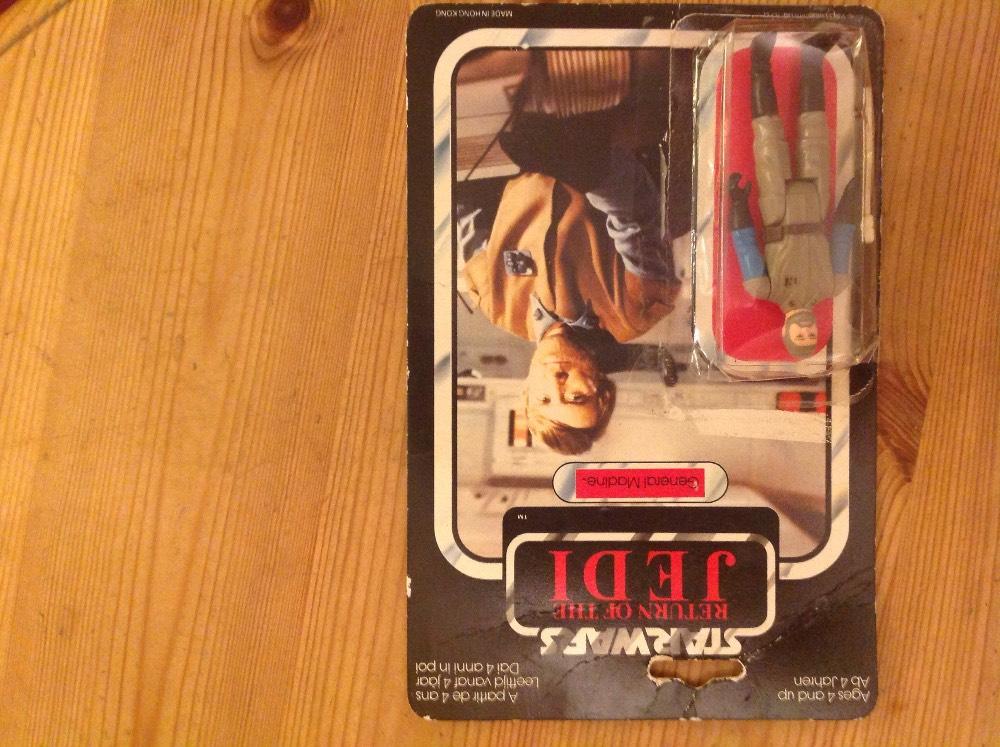 Ages 4 and up
Ab 4 Jahren
A partir de 4 ans
Leeftijd vanaf 4 jaar
Dai 4 anni in poi
STAR WARS
RETURN OF THE
JEDI
TM
General Madine.
MADE IN HONG KONG